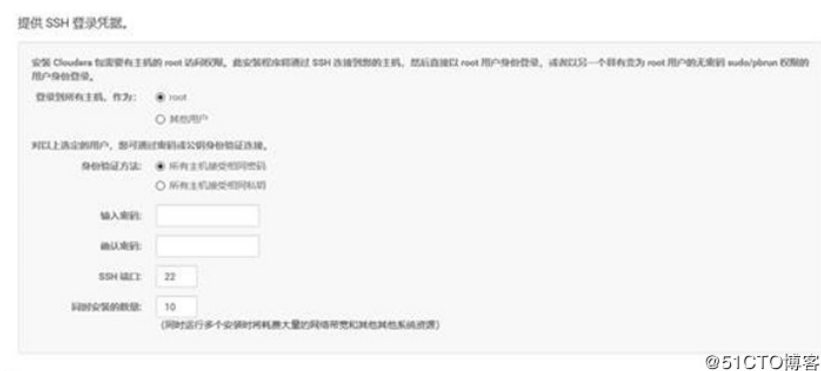 提供 SSH 登录凭据。
安装 Cloudera 包需要有主机的 root 访问权限。此安装程序将通过 SSH 连接到您的主机，然后直接以 root 用户身份登录，或者以另一个具有变为 root 用户的无密码 sudo/pbrun 权限的
用户身份登录。
登录到所有主机，作为: root
其他用户
对以上选定的用户，您可通过密码或公钥身份验证连接。
身份验证方法: 所有主机接受相同密码
所有主机接受相同私钥
输入密码:
确认密码:
SSH 端口: 22
同时安装的数量: 10
(同时运行多个安装时将耗费大量的网络带宽和其他其他系统资源)
@51CTO博客